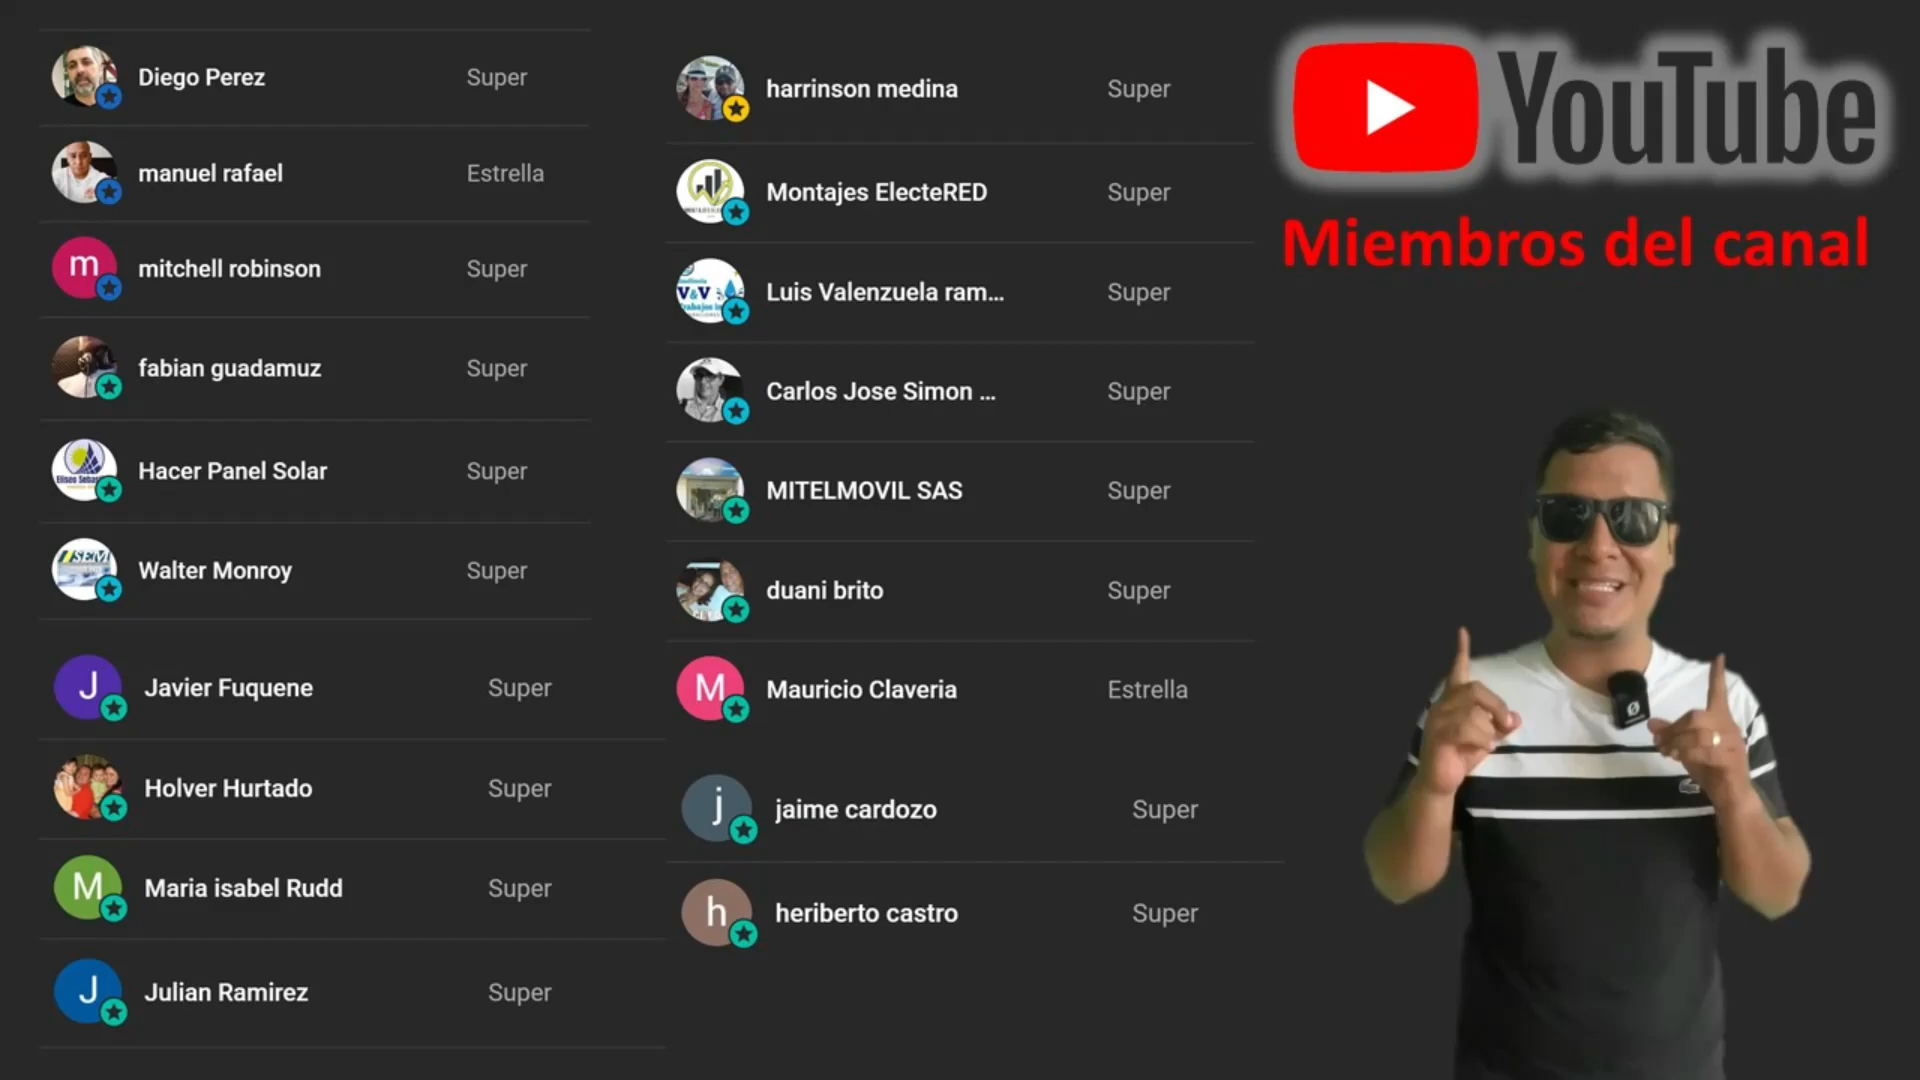 Diego Perez Super
manuel rafael Estrella
m mitchell robinson Super
fabian guadamuz Super
Hacer Panel Solar Super
SEM Walter Monroy Super
J Javier Fuquene Super
Holver Hurtado Super
M Maria isabel Rudd Super
J Julian Ramirez Super
harrinson medina Super
Montajes ElecteRED Super
V&V Luis Valenzuela ram... Super
Carlos Jose Simon ... Super
MITELMOVIL SAS Super
duani brito Super
M Mauricio Claveria Estrella
j jaime cardozo Super
h heriberto castro Super
YouTube
Miembros del canal